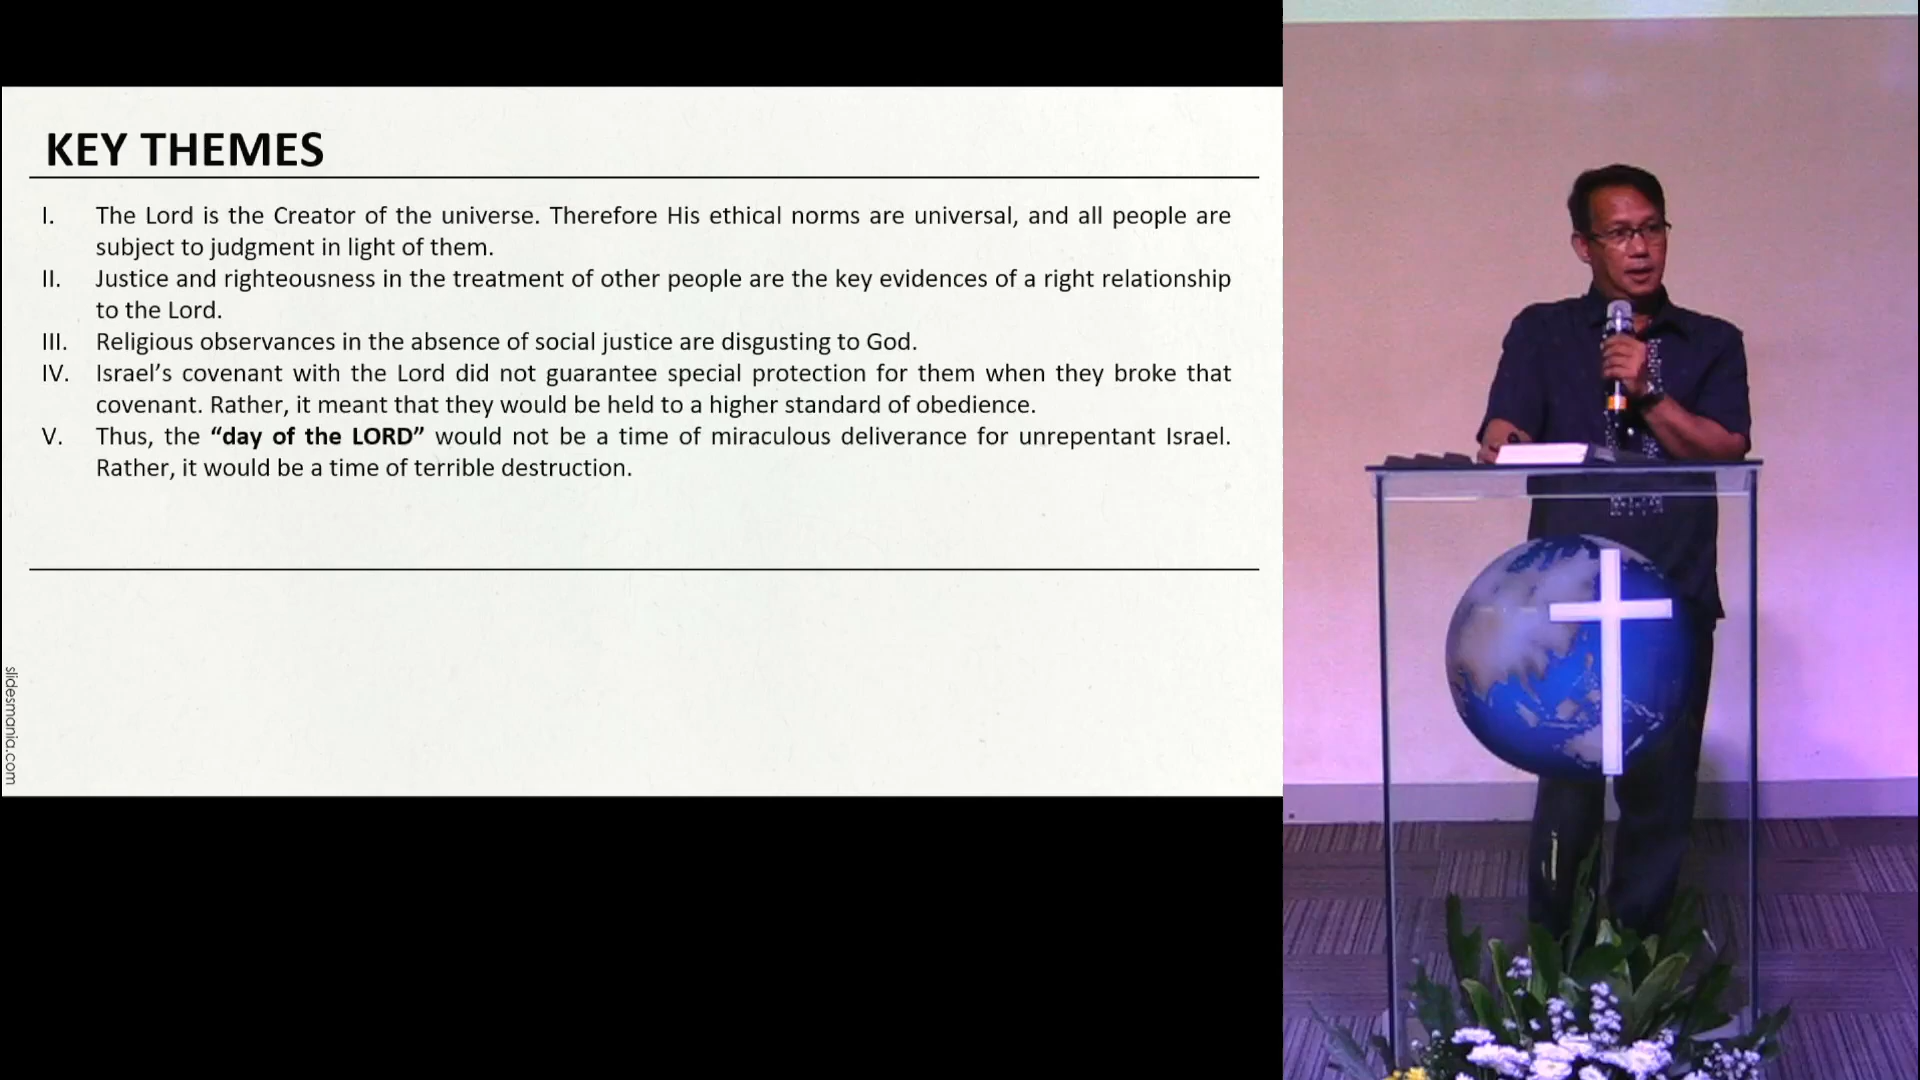 KEY THEMES
I. The Lord is the Creator of the universe. Therefore His ethical norms are universal, and all people are
subject to judgment in light of them.
II. Justice and righteousness in the treatment of other people are the key evidences of a right relationship
to the Lord.
III. Religious observances in the absence of social justice are disgusting to God.
IV. Israel’s covenant with the Lord did not guarantee special protection for them when they broke that
covenant. Rather, it meant that they would be held to a higher standard of obedience.
V. Thus, the “day of the LORD” would not be a time of miraculous deliverance for unrepentant Israel.
Rather, it would be a time of terrible destruction.
slidesmania.com